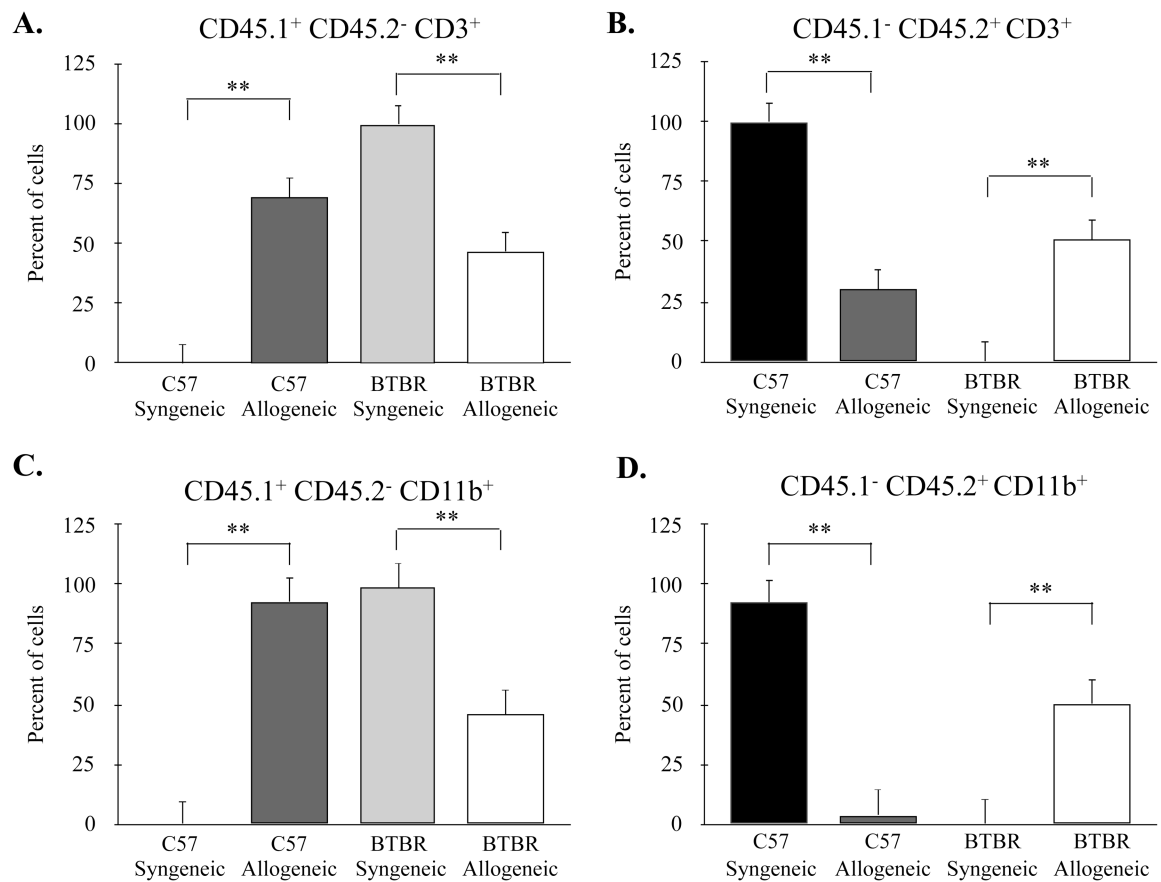 A.
CD45.1⁺ CD45.2⁻ CD3⁺
Percent of cells
125
100
75
50
25
0
**
**
C57
Syngeneic
C57
Allogeneic
BTBR
Syngeneic
BTBR
Allogeneic
B.
CD45.1⁻ CD45.2⁺ CD3⁺
Percent of cells
125
100
75
50
25
0
**
**
C57
Syngeneic
C57
Allogeneic
BTBR
Syngeneic
BTBR
Allogeneic
C.
CD45.1⁺ CD45.2⁻ CD11b⁺
Percent of cells
125
100
75
50
25
0
**
**
C57
Syngeneic
C57
Allogeneic
BTBR
Syngeneic
BTBR
Allogeneic
D.
CD45.1⁻ CD45.2⁺ CD11b⁺
Percent of cells
125
100
75
50
25
0
**
**
C57
Syngeneic
C57
Allogeneic
BTBR
Syngeneic
BTBR
Allogeneic